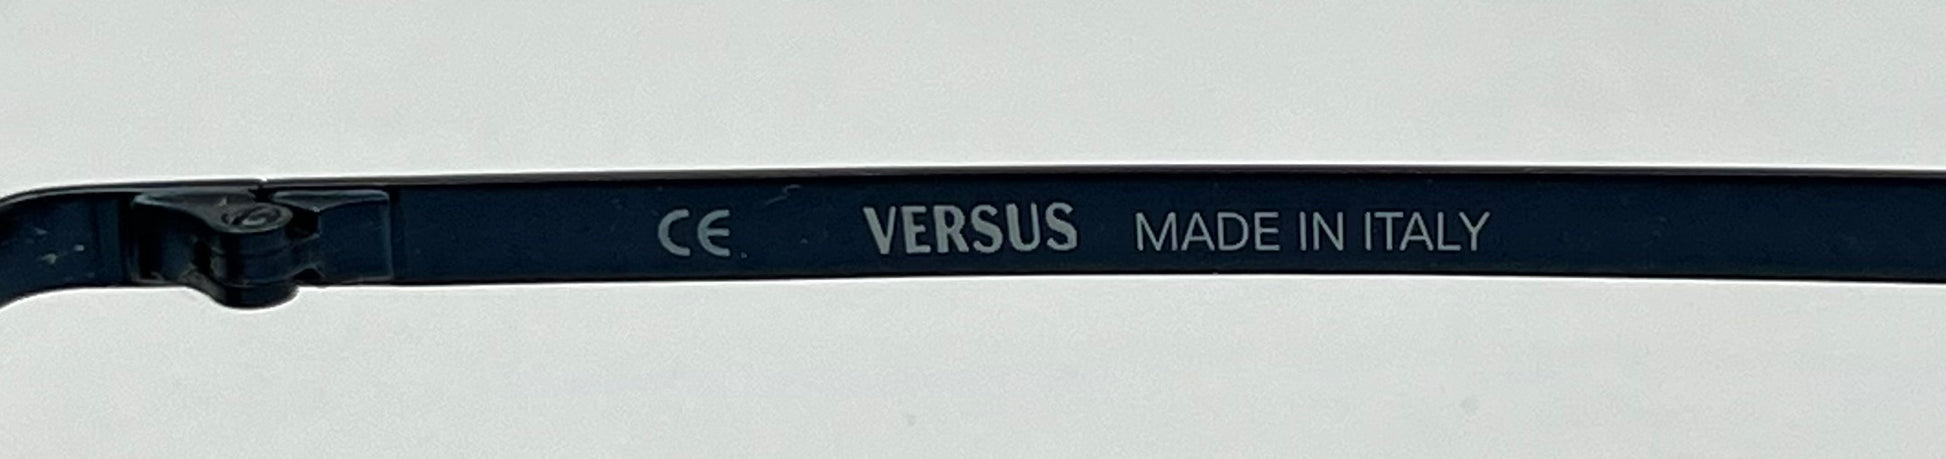 CE VERSUS MADE IN ITALY